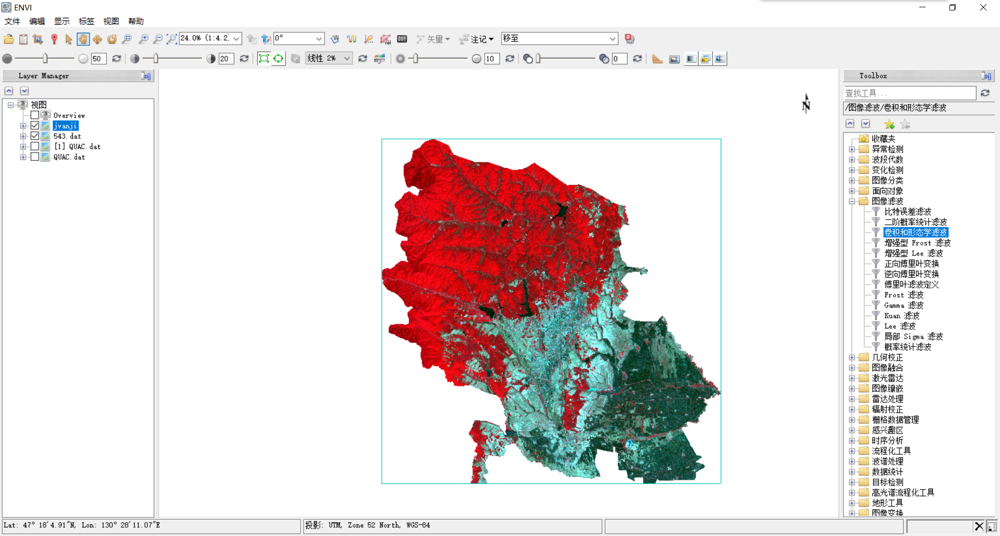 ENVI
文件 编辑 显示 标签 视图 帮助
24.0% (1:4.2 0° 矢量 注记 移至
50 20 线性 2% 10 0
Layer Manager
视图
Overview
jvanji
543.dat
[1] QUAC.dat
QUAC.dat
N
Toolbox
查找工具...
/图像滤波/卷积和形态学滤波
收藏夹
异常检测
波段代数
变化检测
图像分类
面向对象
图像滤波
比特误差滤波
二阶概率统计滤波
卷积和形态学滤波
增强型 Frost 滤波
增强型 Lee 滤波
正向傅里叶变换
逆向傅里叶变换
傅里叶滤波定义
Frost 滤波
Gamma 滤波
Kuan 滤波
Lee 滤波
局部 Sigma 滤波
概率统计滤波
几何校正
图像融合
激光雷达
图像镶嵌
雷达处理
辐射校正
栅格数据管理
感兴趣区
时序分析
流程化工具
波谱处理
数据统计
目标检测
高光谱流程化工具
地形工具
图像变换
Lat: 47° 18′4.91″N, Lon: 130° 28′11.07″E
投影: UTM, Zone 52 North, WGS-84